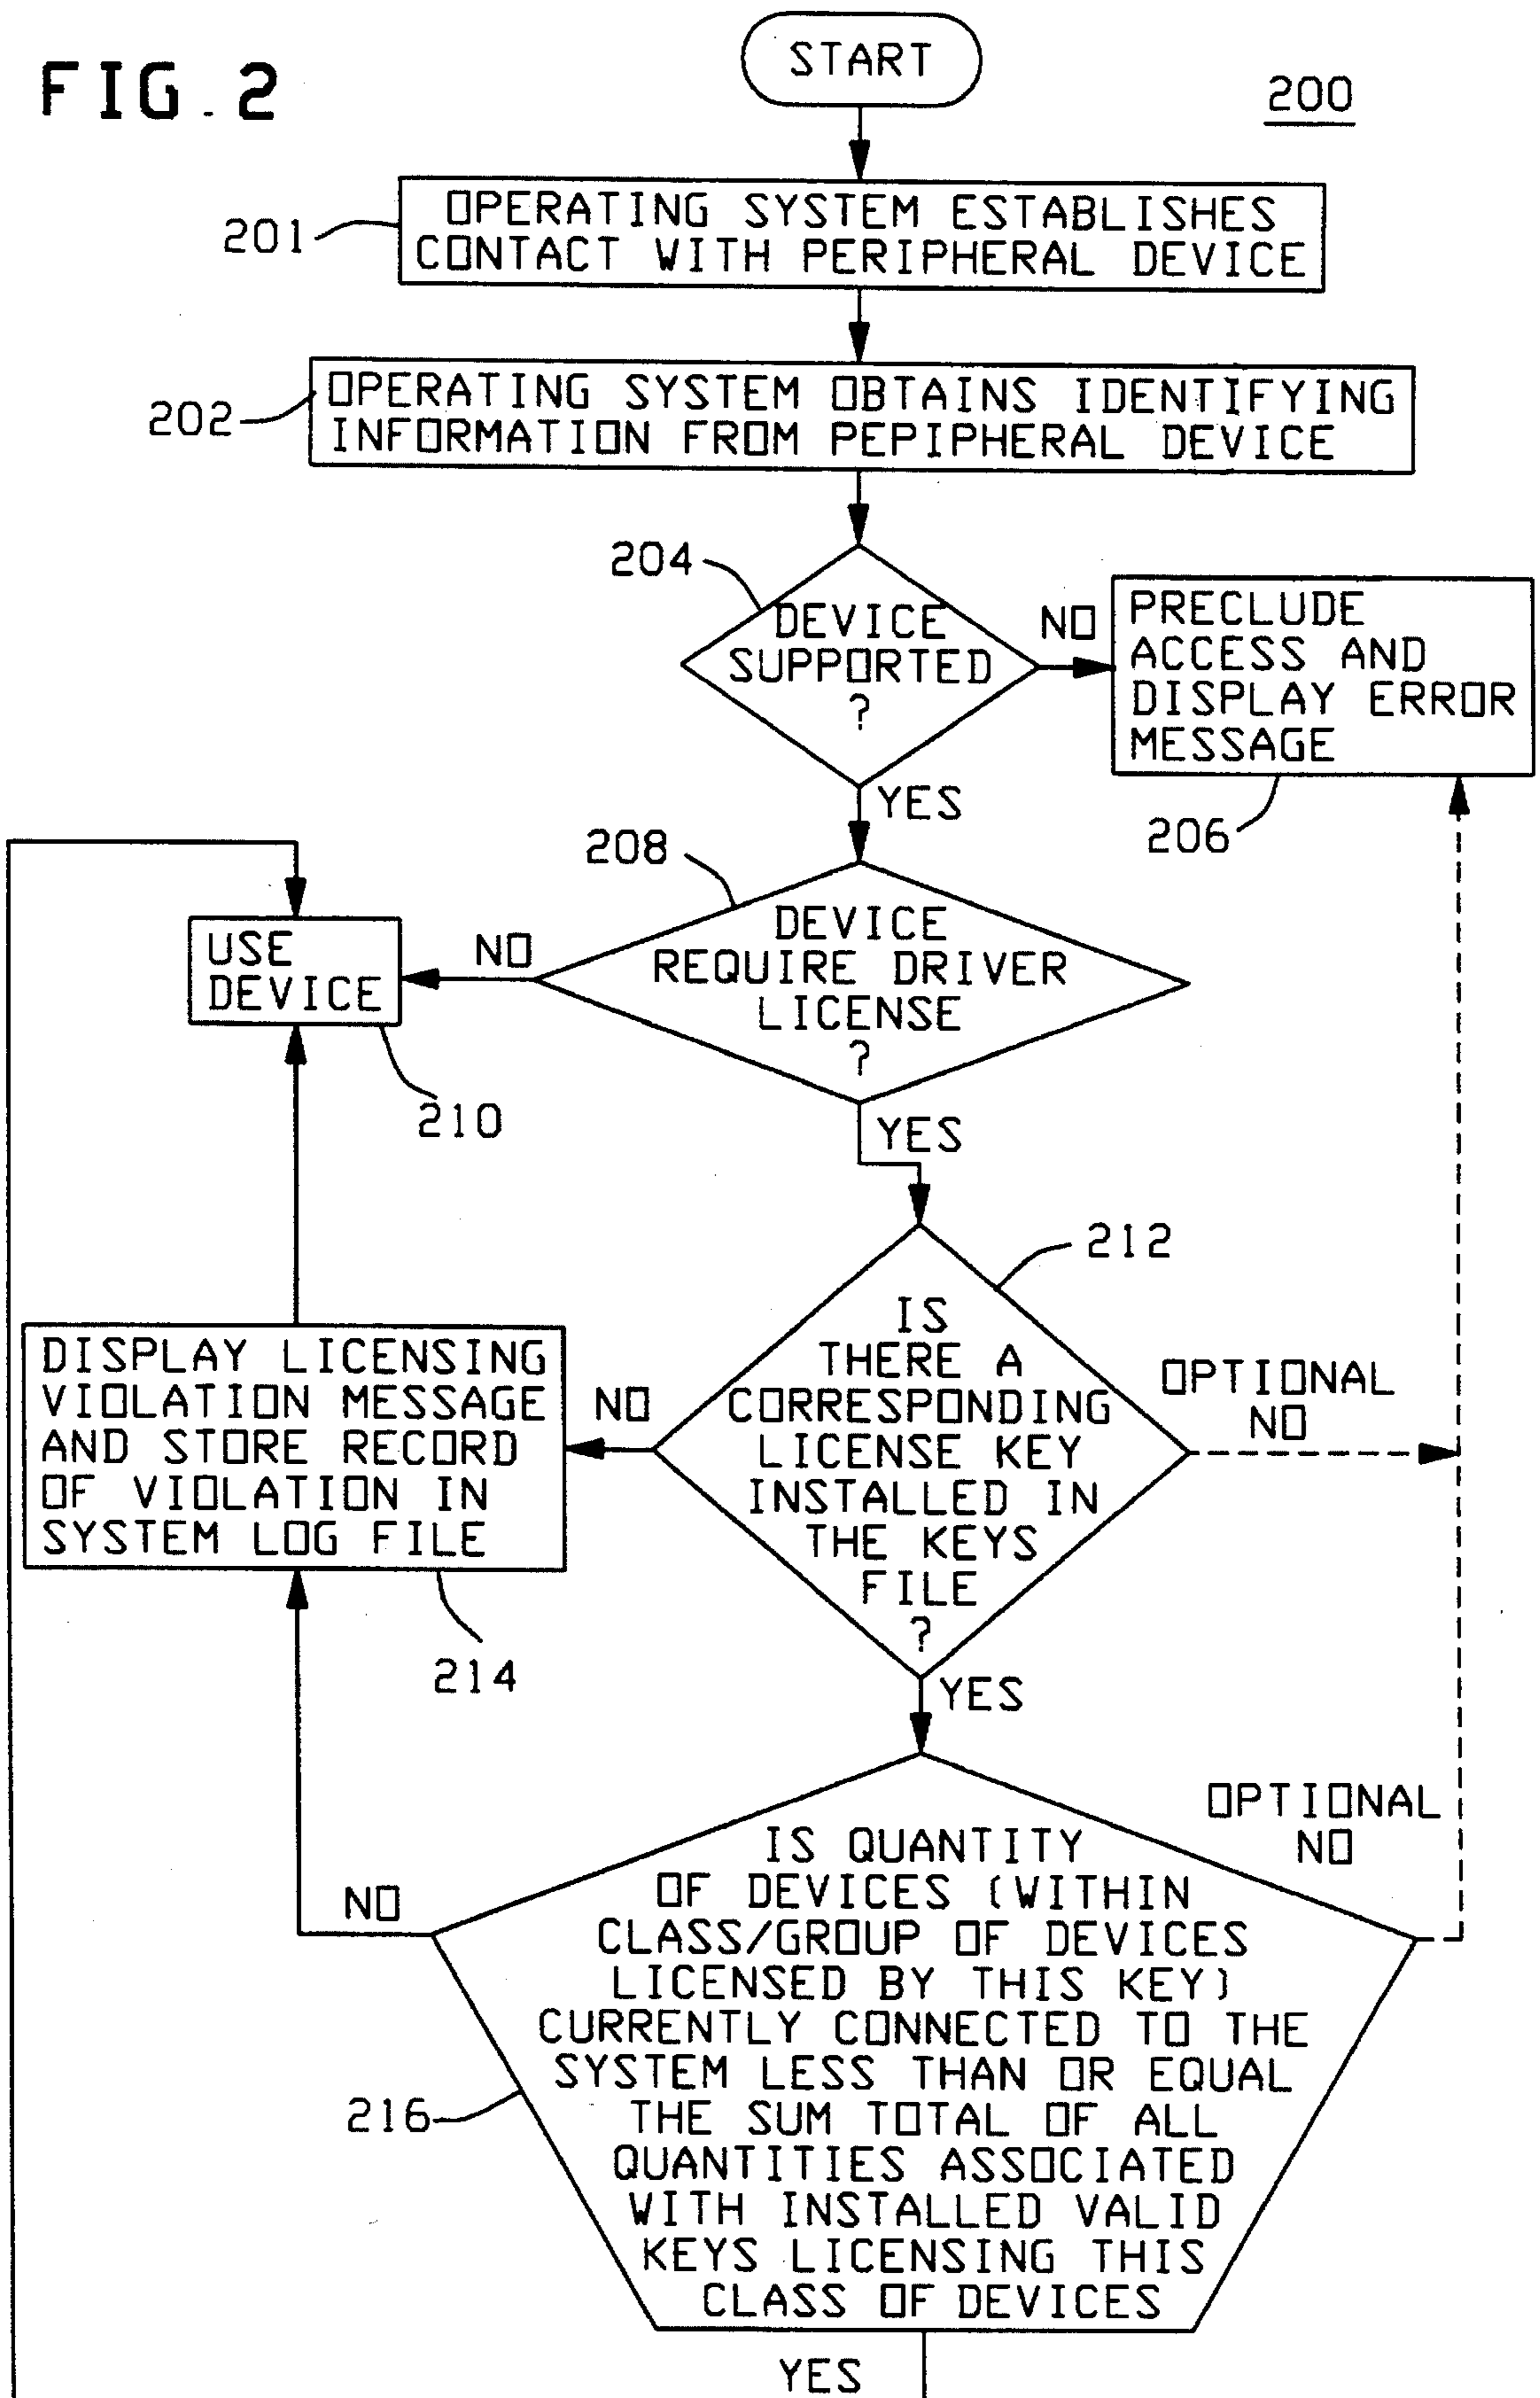 FIG. 2
START
200
201
OPERATING SYSTEM ESTABLISHES
CONTACT WITH PERIPHERAL DEVICE
202
OPERATING SYSTEM OBTAINS IDENTIFYING
INFORMATION FROM PEPIPHERAL DEVICE
204
DEVICE
SUPPORTED
?
NO
PRECLUDE
ACCESS AND
DISPLAY ERROR
MESSAGE
206
YES
208
DEVICE
REQUIRE DRIVER
LICENSE
?
NO
USE
DEVICE
210
YES
212
IS
THERE A
CORRESPONDING
LICENSE KEY
INSTALLED IN
THE KEYS
FILE
?
OPTIONAL
NO
NO
DISPLAY LICENSING
VIOLATION MESSAGE
AND STORE RECORD
OF VIOLATION IN
SYSTEM LOG FILE
214
YES
OPTIONAL
NO
NO
IS QUANTITY
OF DEVICES (WITHIN
CLASS/GROUP OF DEVICES
LICENSED BY THIS KEY)
CURRENTLY CONNECTED TO THE
SYSTEM LESS THAN OR EQUAL
THE SUM TOTAL OF ALL
QUANTITIES ASSOCIATED
WITH INSTALLED VALID
KEYS LICENSING THIS
CLASS OF DEVICES
216
YES